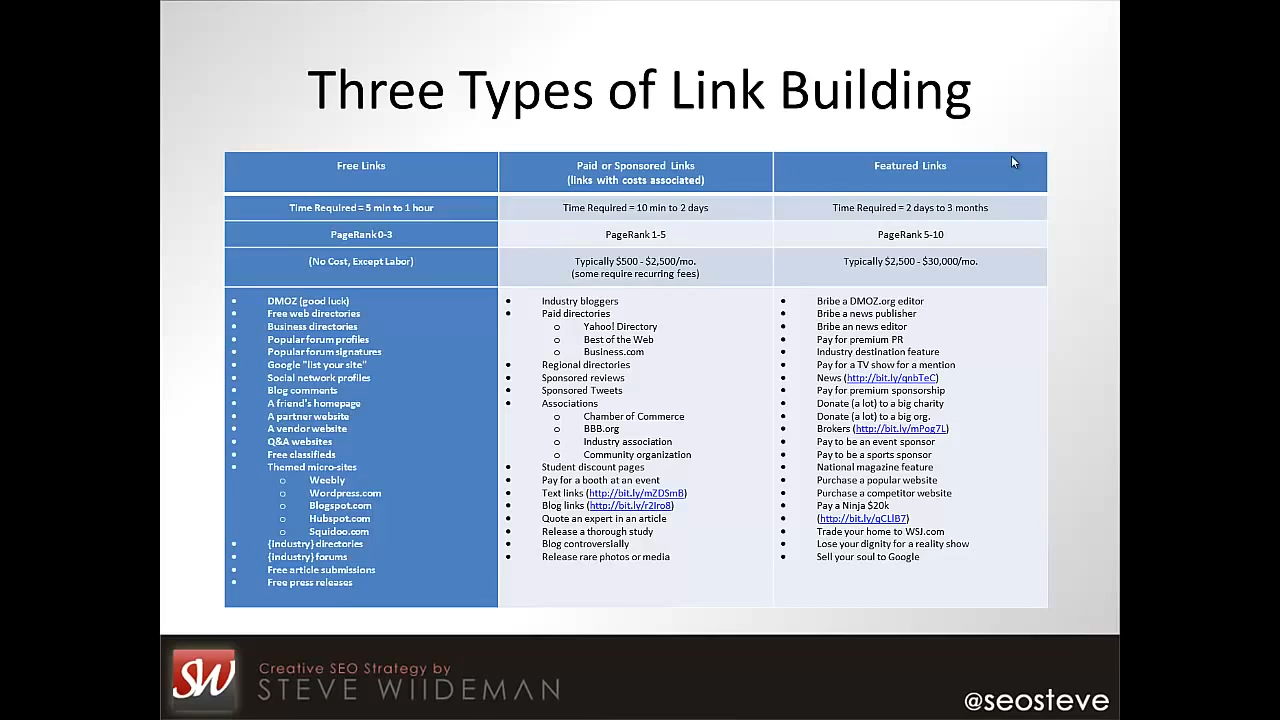 Three Types of Link Building
Free Links
Paid or Sponsored Links
(links with costs associated)
Featured Links
Time Required = 5 min to 1 hour
Time Required = 10 min to 2 days
Time Required = 2 days to 3 months
PageRank 0-3
PageRank 1-5
PageRank 5-10
(No Cost, Except Labor)
Typically $500 - $2,500/mo.
(some require recurring fees)
Typically $2,500 - $30,000/mo.
DMOZ (good luck)
Free web directories
Business directories
Popular forum profiles
Popular forum signatures
Google "list your site"
Social network profiles
Blog comments
A friend's homepage
A partner website
A vendor website
Q&A websites
Free classifieds
Themed micro-sites
Weebly
Wordpress.com
Blogspot.com
Hubspot.com
Squidoo.com
{industry} directories
{industry} forums
Free article submissions
Free press releases
Industry bloggers
Paid directories
Yahoo! Directory
Best of the Web
Business.com
Regional directories
Sponsored reviews
Sponsored Tweets
Associations
Chamber of Commerce
BBB.org
Industry association
Community organization
Student discount pages
Pay for a booth at an event
Text links (http://bit.ly/mZDSmB)
Blog links (http://bit.ly/r2Iro8)
Quote an expert in an article
Release a thorough study
Blog controversially
Release rare photos or media
Bribe a DMOZ.org editor
Bribe a news publisher
Bribe an news editor
Pay for premium PR
Industry destination feature
Pay for a TV show for a mention
News (http://bit.ly/qnbTeC)
Pay for premium sponsorship
Donate (a lot) to a big charity
Donate (a lot) to a big org.
Brokers (http://bit.ly/mPog7L)
Pay to be an event sponsor
Pay to be a sports sponsor
National magazine feature
Purchase a popular website
Purchase a competitor website
Pay a Ninja $20k
(http://bit.ly/qCLlB7)
Trade your home to WSJ.com
Lose your dignity for a reality show
Sell your soul to Google
SW
Creative SEO Strategy by
STEVE WIIDEMAN
@seosteve